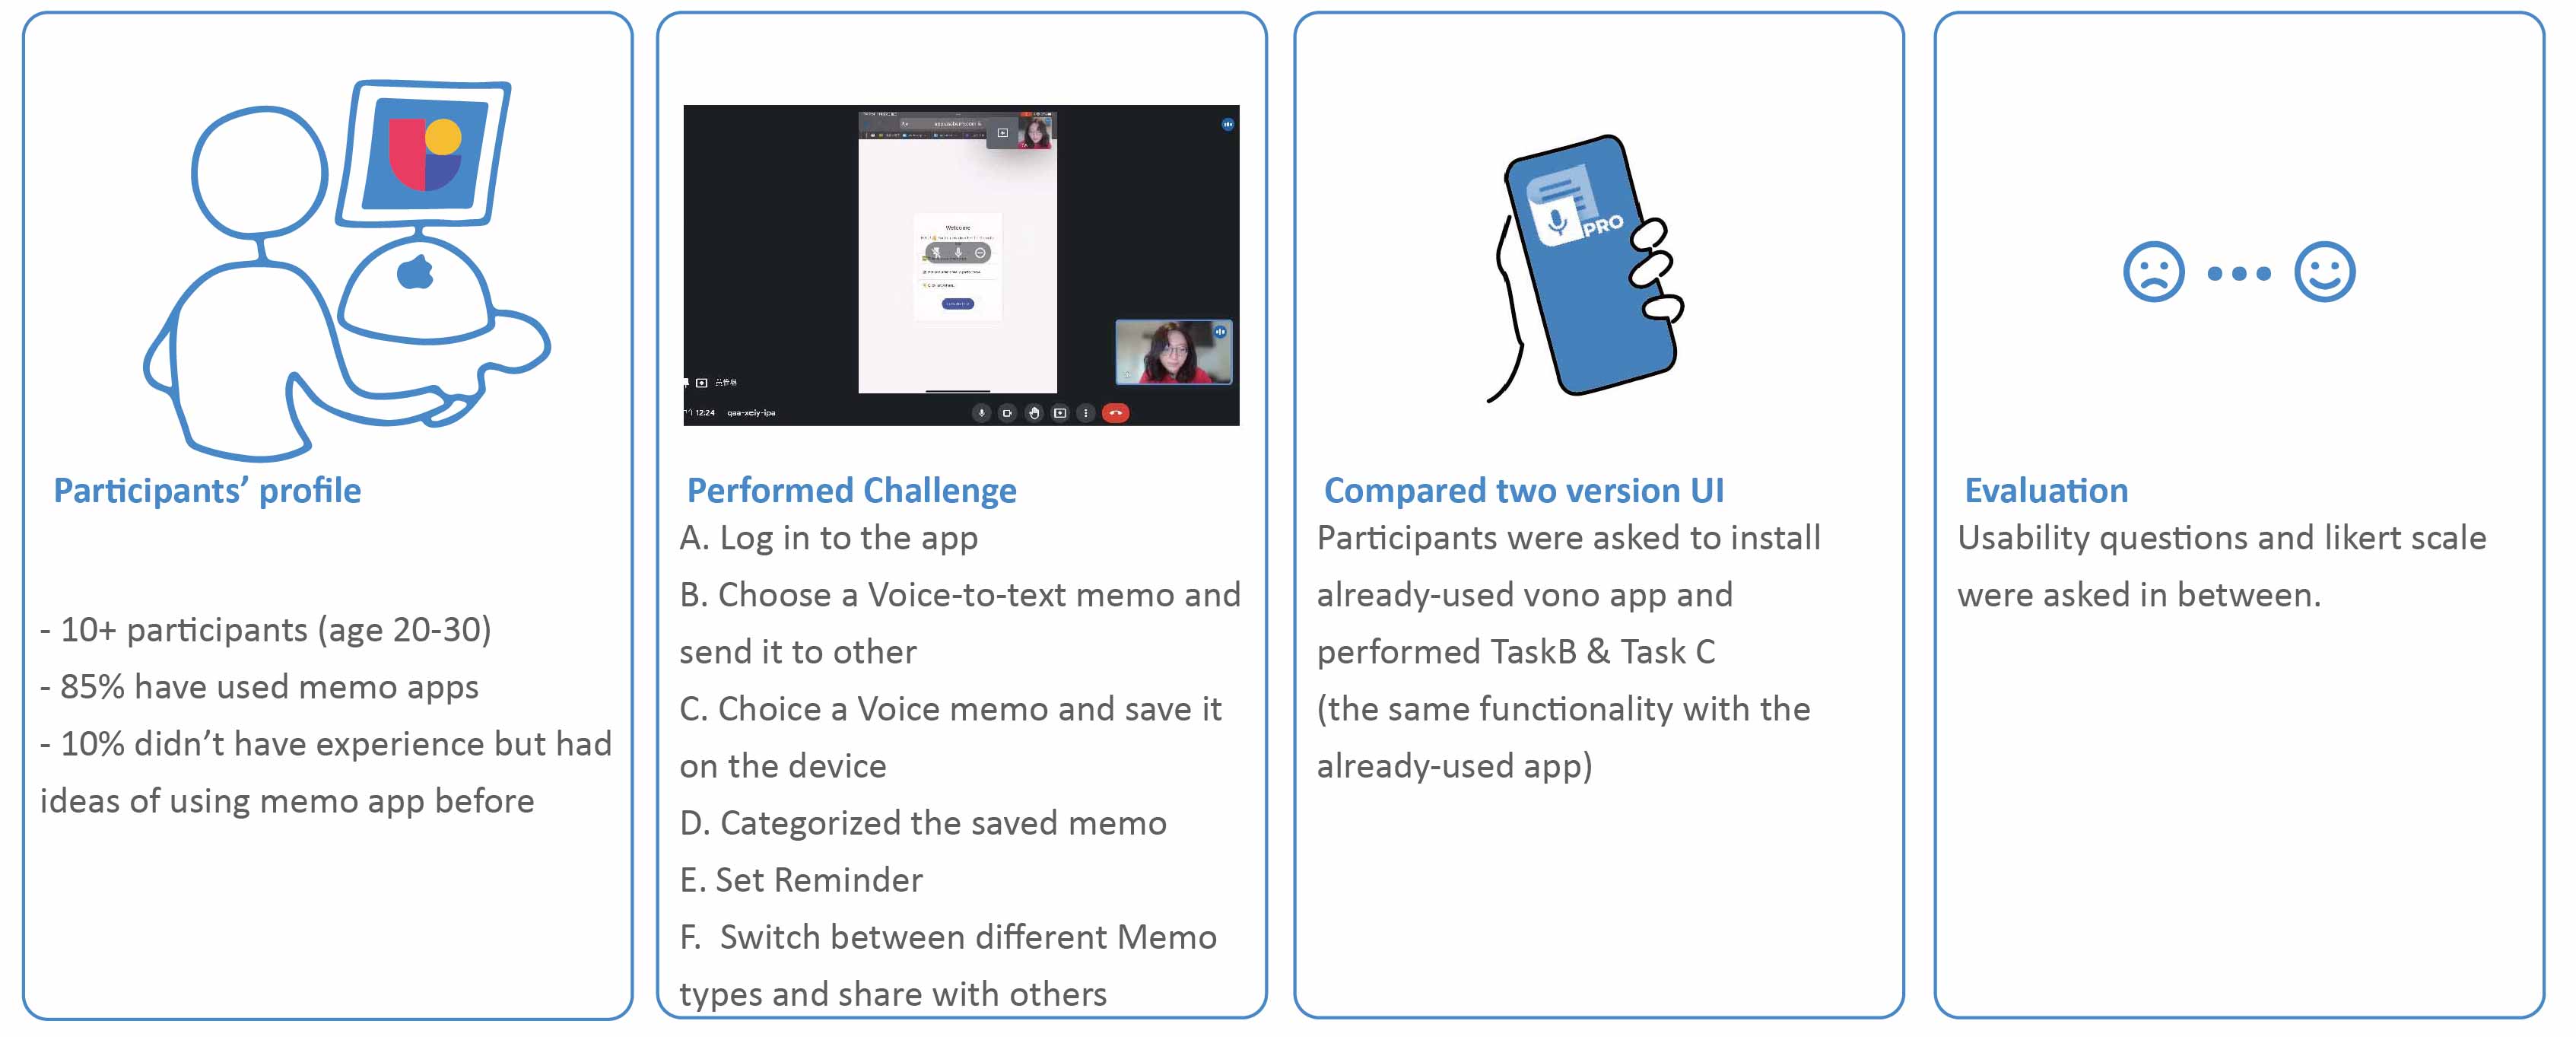 Participants’ profile
- 10+ participants (age 20-30)
- 85% have used memo apps
- 10% didn’t have experience but had
ideas of using memo app before
Welcome
12:24 qaa-xeiy-ipa
Performed Challenge
A. Log in to the app
B. Choose a Voice-to-text memo and
send it to other
C. Choice a Voice memo and save it
on the device
D. Categorized the saved memo
E. Set Reminder
F. Switch between different Memo
types and share with others
PRO
Compared two version UI
Participants were asked to install
already-used vono app and
performed TaskB & Task C
(the same functionality with the
already-used app)
Evaluation
Usability questions and likert scale
were asked in between.